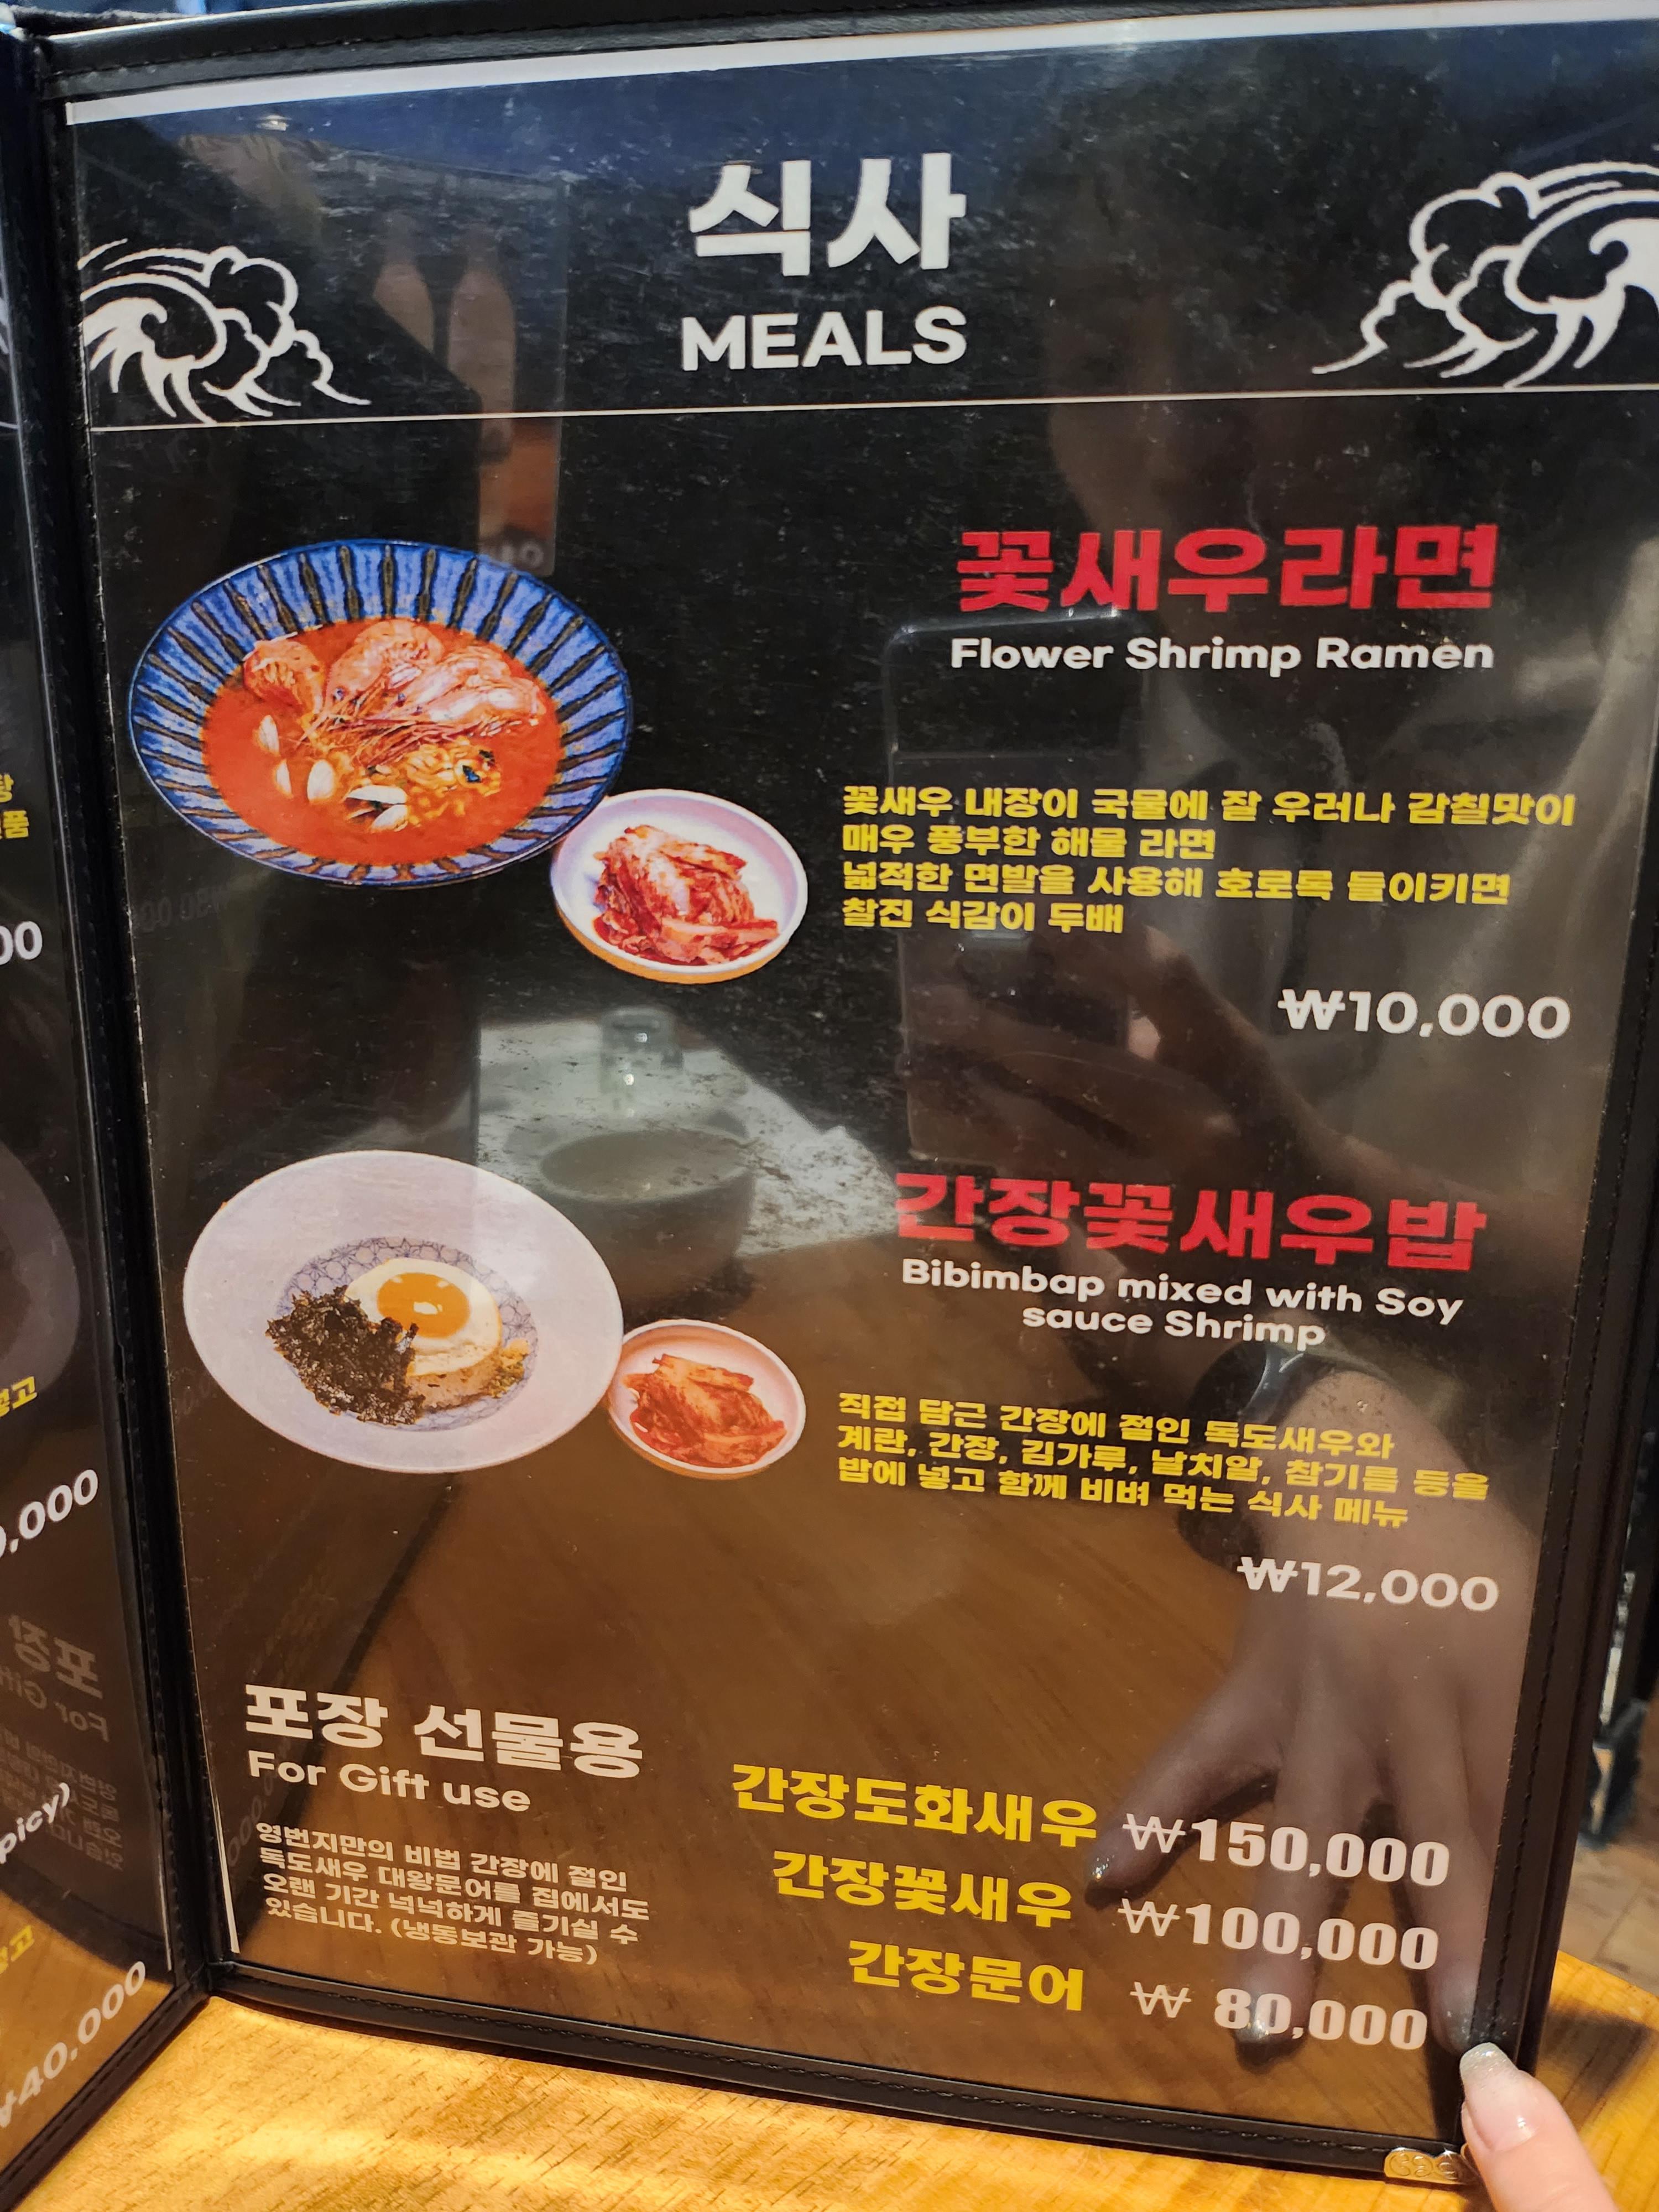 식사
MEALS
꽃새우라면
Flower Shrimp Ramen
꽃새우 내장이 국물에 잘 우러나 감칠맛이
매우 풍부한 해물 라면
넓적한 면발을 사용해 호로록 들이키면
찰진 식감이 두배
₩10,000
간장꽃새우밥
Bibimbap mixed with Soy
sauce Shrimp
직접 담근 간장에 절인 독도새우와
계란, 간장, 김가루, 날치알, 참기름 등을
밥에 넣고 함께 비벼 먹는 식사 메뉴
₩12,000
포장 선물용
For Gift use
영번지만의 비법 간장에 절인
독도새우 대왕문어를 집에서도
오랜 기간 넉넉하게 즐기실 수
있습니다. (냉동보관 가능)
간장도화새우 ₩150,000
간장꽃새우 ₩100,000
간장문어 ₩ 80,000
00
0,000
picy)
₩40,000